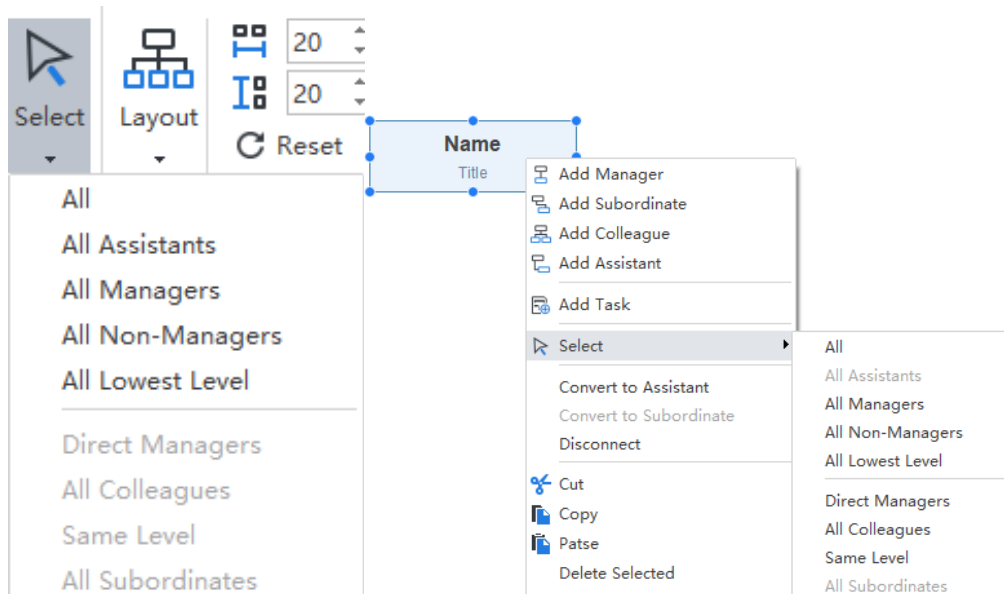 Select
Layout
20
20
Reset
All
All Assistants
All Managers
All Non-Managers
All Lowest Level
Direct Managers
All Colleagues
Same Level
All Subordinates
Name
Title
Add Manager
Add Subordinate
Add Colleague
Add Assistant
Add Task
Select
Convert to Assistant
Convert to Subordinate
Disconnect
Cut
Copy
Patse
Delete Selected
All
All Assistants
All Managers
All Non-Managers
All Lowest Level
Direct Managers
All Colleagues
Same Level
All Subordinates